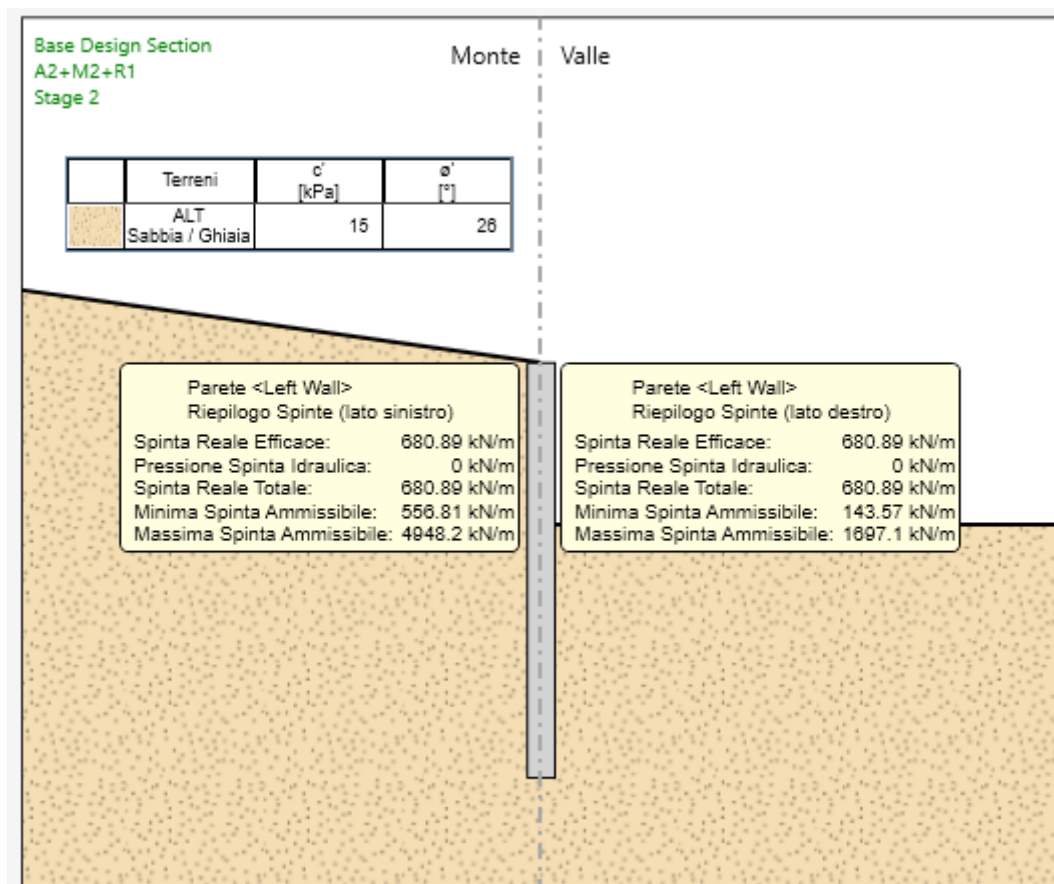 Base Design Section
A2+M2+R1
Stage 2
Monte Valle
Terreni c' ø'
[kPa] [°]
ALT
Sabbia / Ghiaia 15 26
Parete <Left Wall>
Riepilogo Spinte (lato sinistro)
Spinta Reale Efficace: 680.89 kN/m
Pressione Spinta Idraulica: 0 kN/m
Spinta Reale Totale: 680.89 kN/m
Minima Spinta Ammissibile: 556.81 kN/m
Massima Spinta Ammissibile: 4948.2 kN/m
Parete <Left Wall>
Riepilogo Spinte (lato destro)
Spinta Reale Efficace: 680.89 kN/m
Pressione Spinta Idraulica: 0 kN/m
Spinta Reale Totale: 680.89 kN/m
Minima Spinta Ammissibile: 143.57 kN/m
Massima Spinta Ammissibile: 1697.1 kN/m